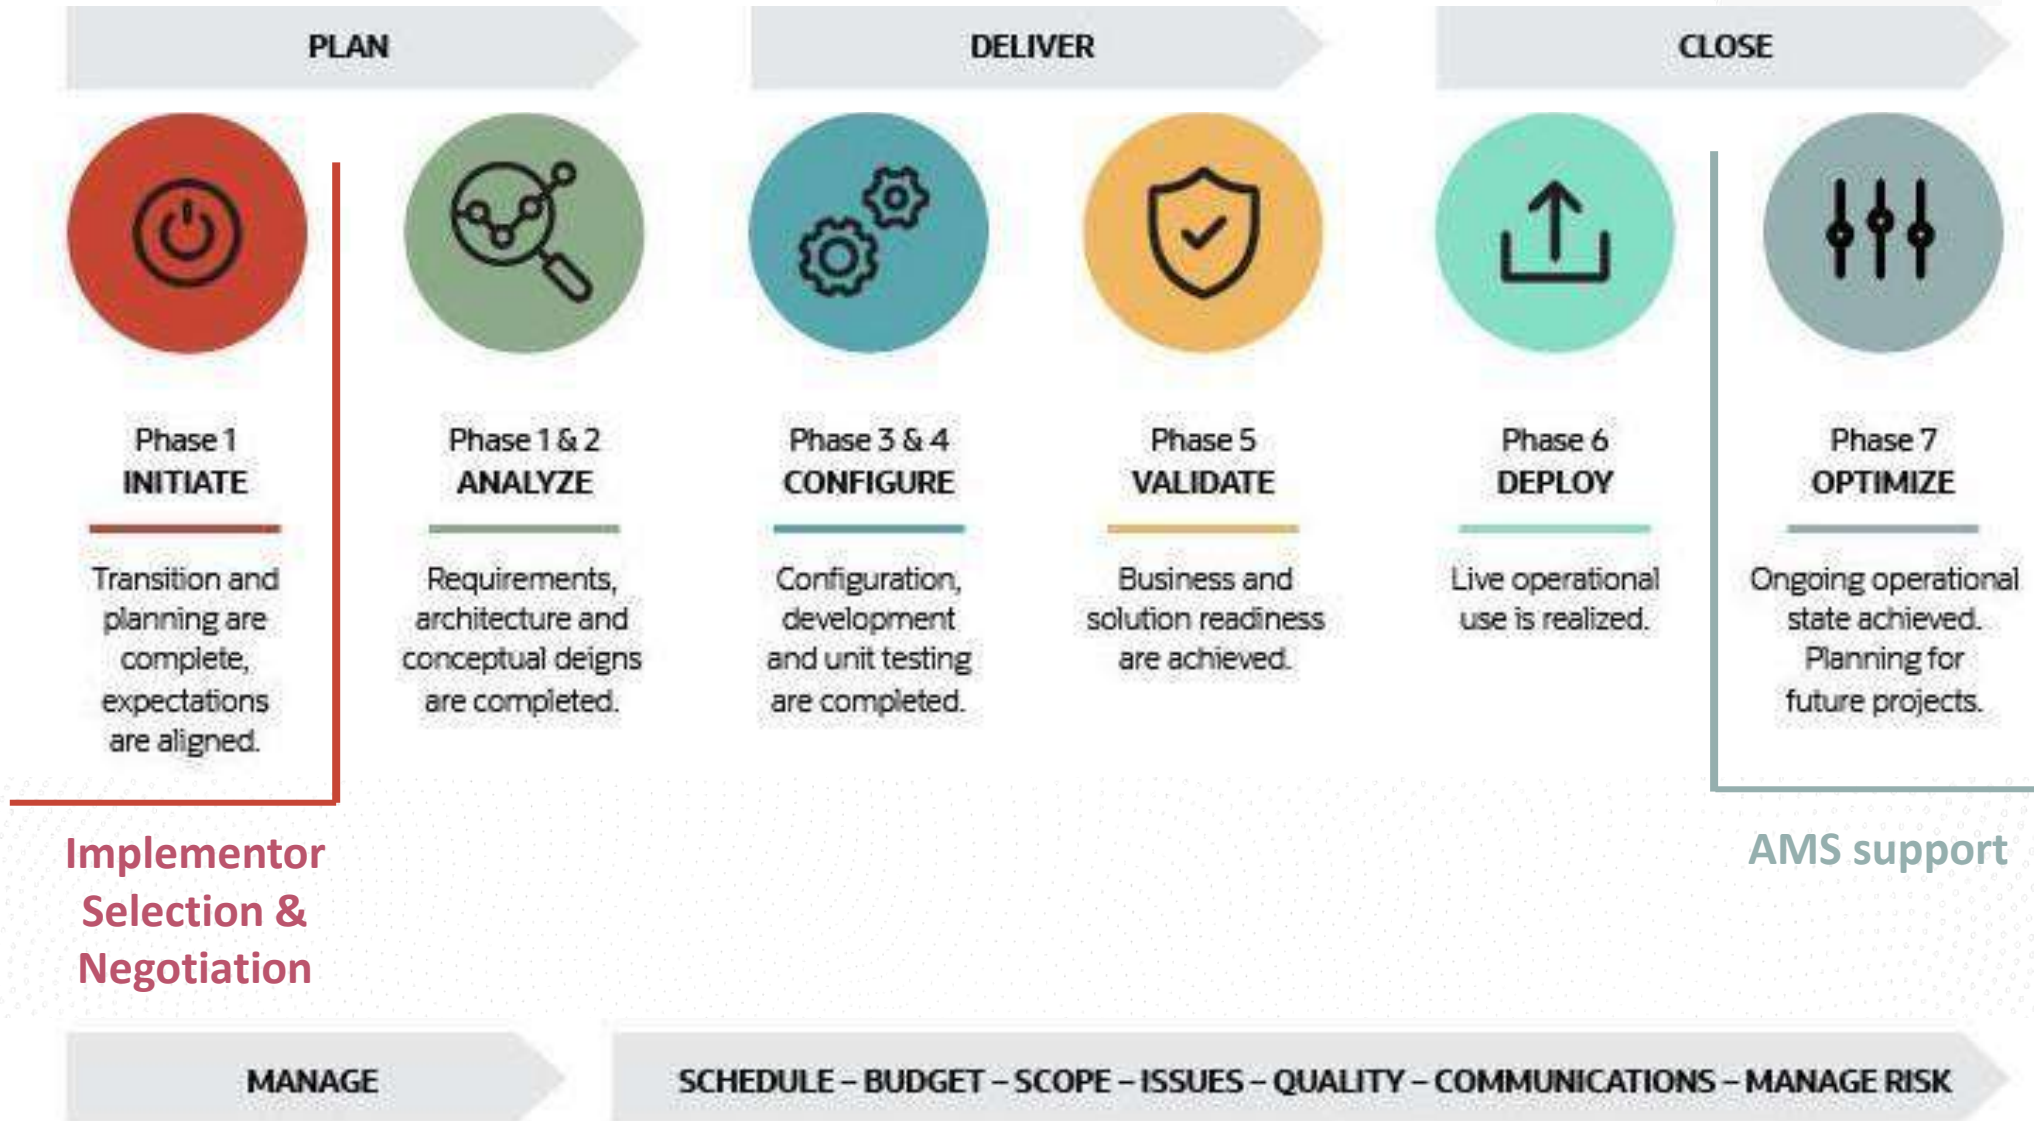 PLAN
DELIVER
CLOSE
Phase 1
INITIATE
Transition and
planning are
complete,
expectations
are aligned.
Phase 1 & 2
ANALYZE
Requirements,
architecture and
conceptual deigns
are completed.
Phase 3 & 4
CONFIGURE
Configuration,
development
and unit testing
are completed.
Phase 5
VALIDATE
Business and
solution readiness
are achieved.
Phase 6
DEPLOY
Live operational
use is realized.
Phase 7
OPTIMIZE
Ongoing operational
state achieved.
Planning for
future projects.
Implementor
Selection &
Negotiation
AMS support
MANAGE
SCHEDULE – BUDGET – SCOPE – ISSUES – QUALITY – COMMUNICATIONS – MANAGE RISK